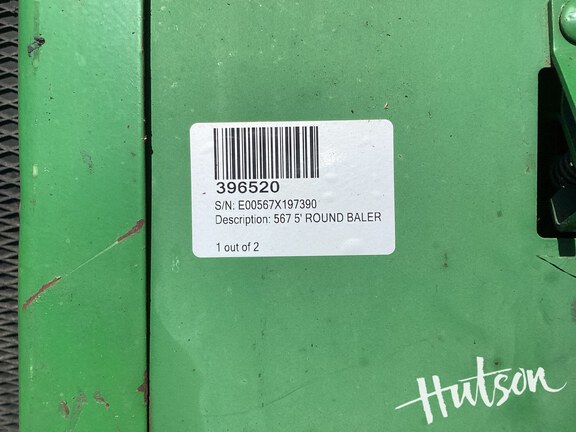 396520
S/N: E00567X197390
Description: 567 5' ROUND BALER
1 out of 2
Hutson